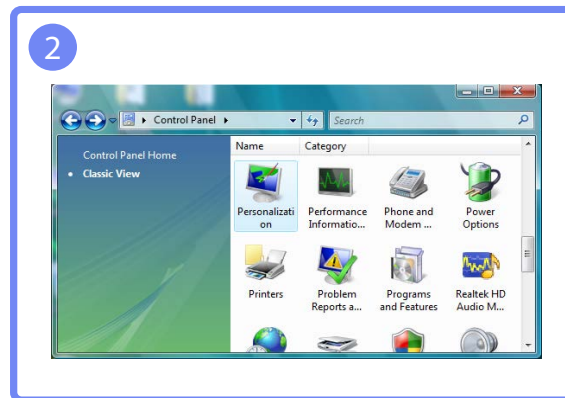 2
Control Panel
Search
Control Panel Home
Classic View
Name Category
Personalizati
on
Performance
Informatio...
Phone and
Modem ...
Power
Options
Printers
Problem
Reports a...
Programs
and Features
Realtek HD
Audio M...